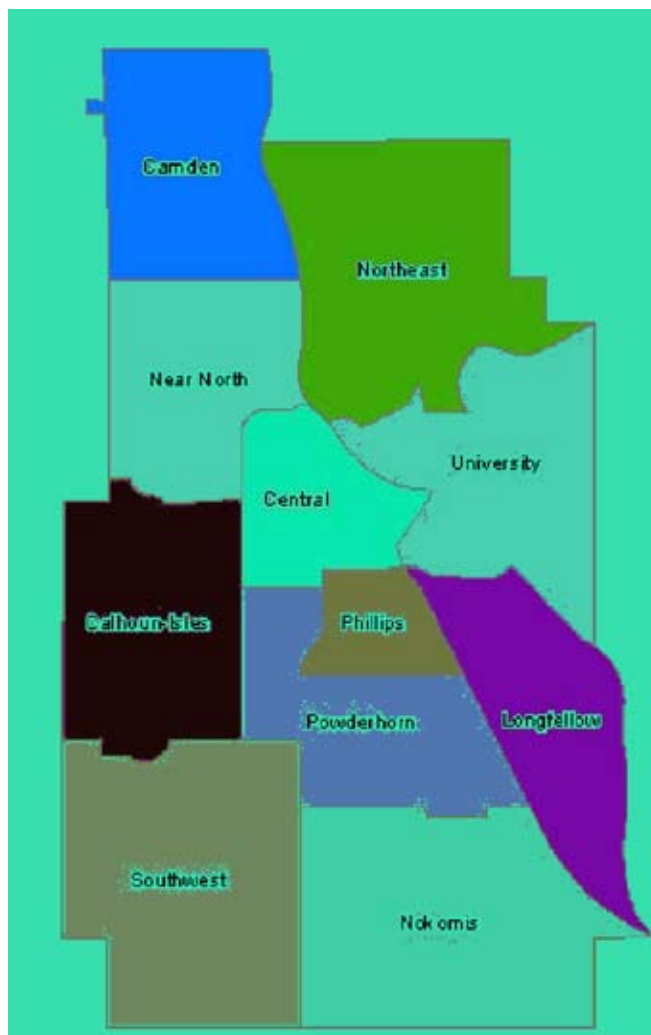 Camden
Northeast
Near North
University
Central
Calhoun-Isles
Phillips
Powderhorn
Longfellow
Southwest
Nokomis